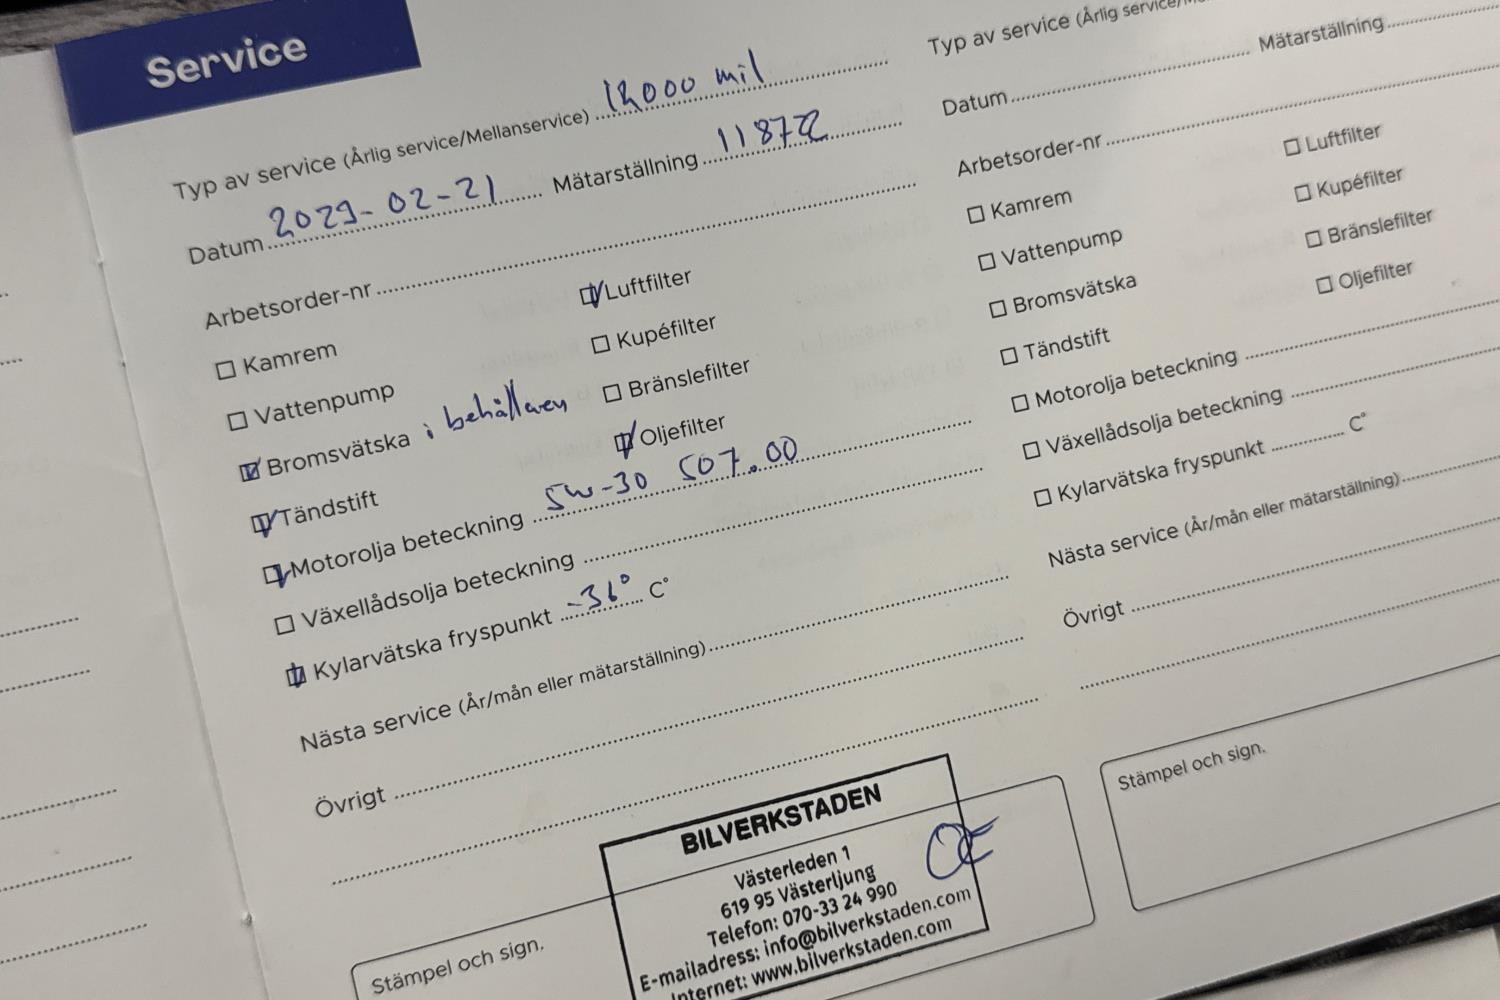 Service
Typ av service (Årlig service/Mellanservice) 12000 mil
Datum 2023-02-21 Mätarställning 11872
Arbetsorder-nr
Kamrem
Luftfilter
Vattenpump
Kupéfilter
Bromsvätska i behållaren
Bränslefilter
Tändstift
Oljefilter
Motorolja beteckning 5w-30 507.00
Växellådsolja beteckning
Kylarvätska fryspunkt -36° C°
Nästa service (År/mån eller mätarställning)
Övrigt
Stämpel och sign.
BILVERKSTADEN
Västerleden 1
619 95 Västerljung
Telefon: 070-33 24 990
E-mailadress: info@bilverkstaden.com
Internet: www.bilverkstaden.com
Typ av service (Årlig service/
Datum Mätarställning
Arbetsorder-nr
Kamrem
Luftfilter
Vattenpump
Kupéfilter
Bromsvätska
Bränslefilter
Tändstift
Oljefilter
Motorolja beteckning
Växellådsolja beteckning
Kylarvätska fryspunkt C°
Nästa service (År/mån eller mätarställning)
Övrigt
Stämpel och sign.